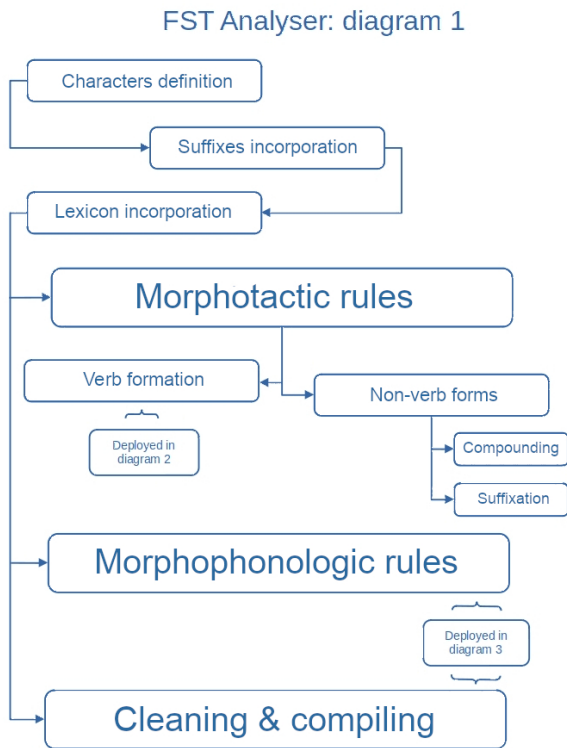 FST Analyser: diagram 1
Characters definition
Suffixes incorporation
Lexicon incorporation
Morphotactic rules
Verb formation
Non-verb forms
Deployed in
diagram 2
Compounding
Suffixation
Morphophonologic rules
Deployed in
diagram 3
Cleaning & compiling